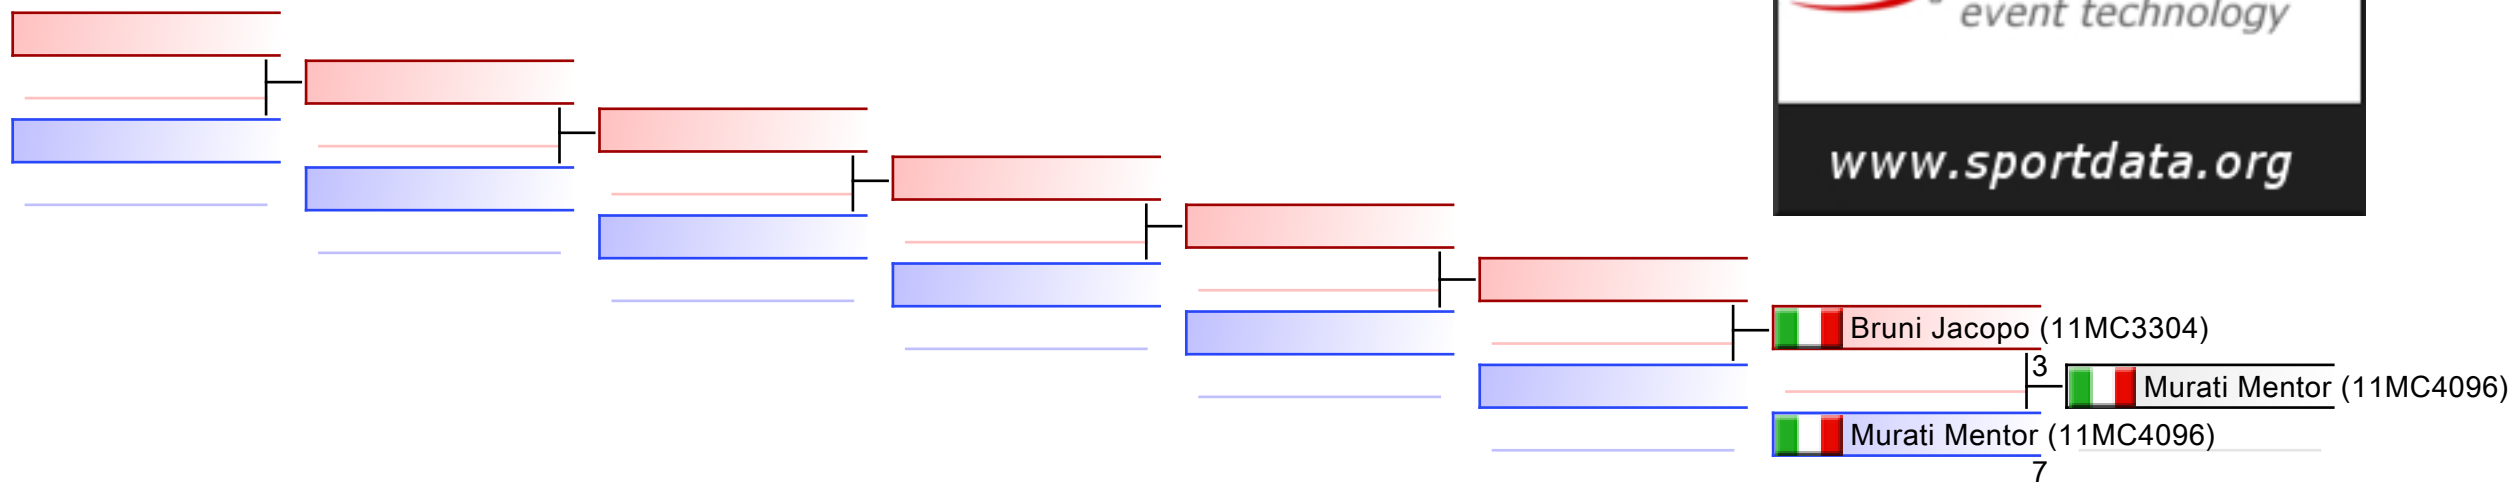 event technology
www.sportdata.org
Bruni Jacopo (11MC3304)
3
Murati Mentor (11MC4096)
Murati Mentor (11MC4096)
7